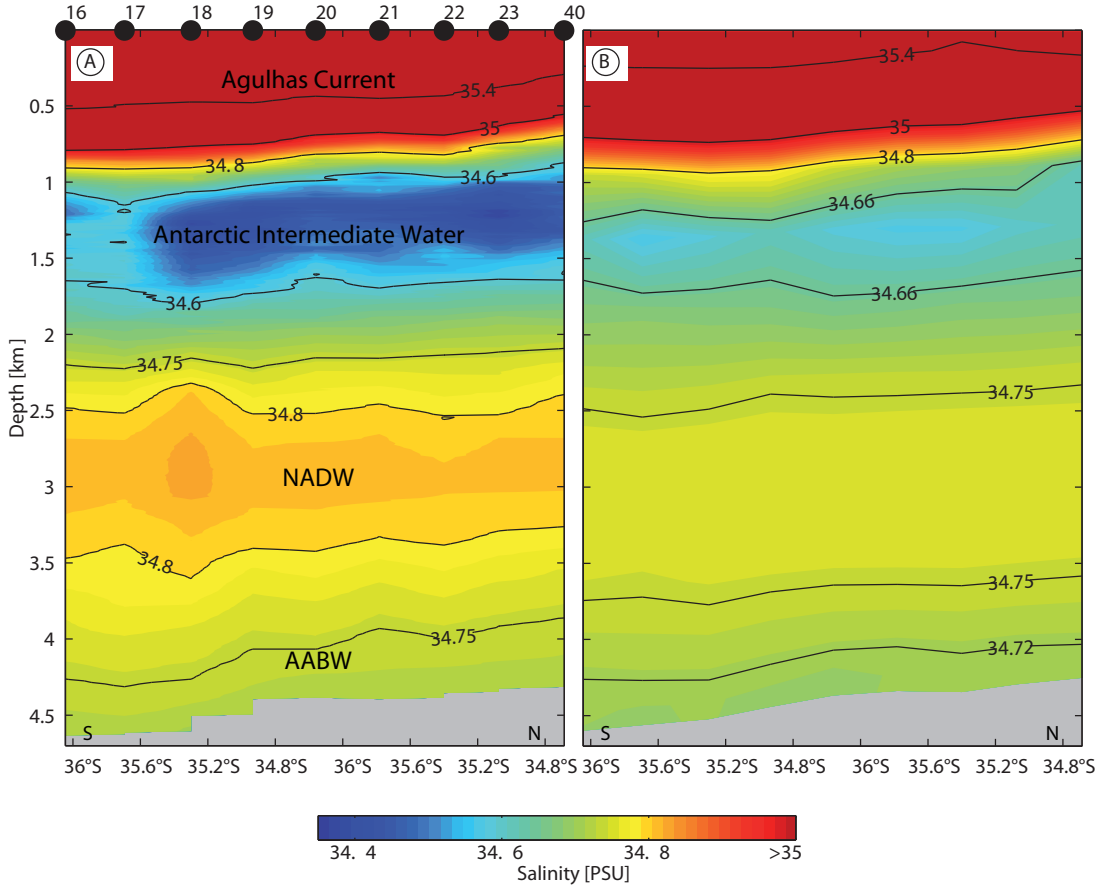 16 17 18 19 20 21 22 23 40
A
B
Agulhas Current
35.4
35.4
0.5
35
35
34.8
34.8
1
34.6
34.66
Antarctic Intermediate Water
1.5
34.6
34.66
2
34.75
34.75
2.5
34.8
Depth [km]
NADW
3
3.5
34.8
34.75
4
34.75
AABW
34.72
4.5
S
N
S
N
36°S 35.6°S 35.2°S 34.8°S 36°S 35.2°S 34.8°S
36°S 35.6°S 35.2°S 34.8°S 36°S 35.6°S 35.2°S 34.8°S
34. 4 34. 6 34. 8 >35
Salinity [PSU]